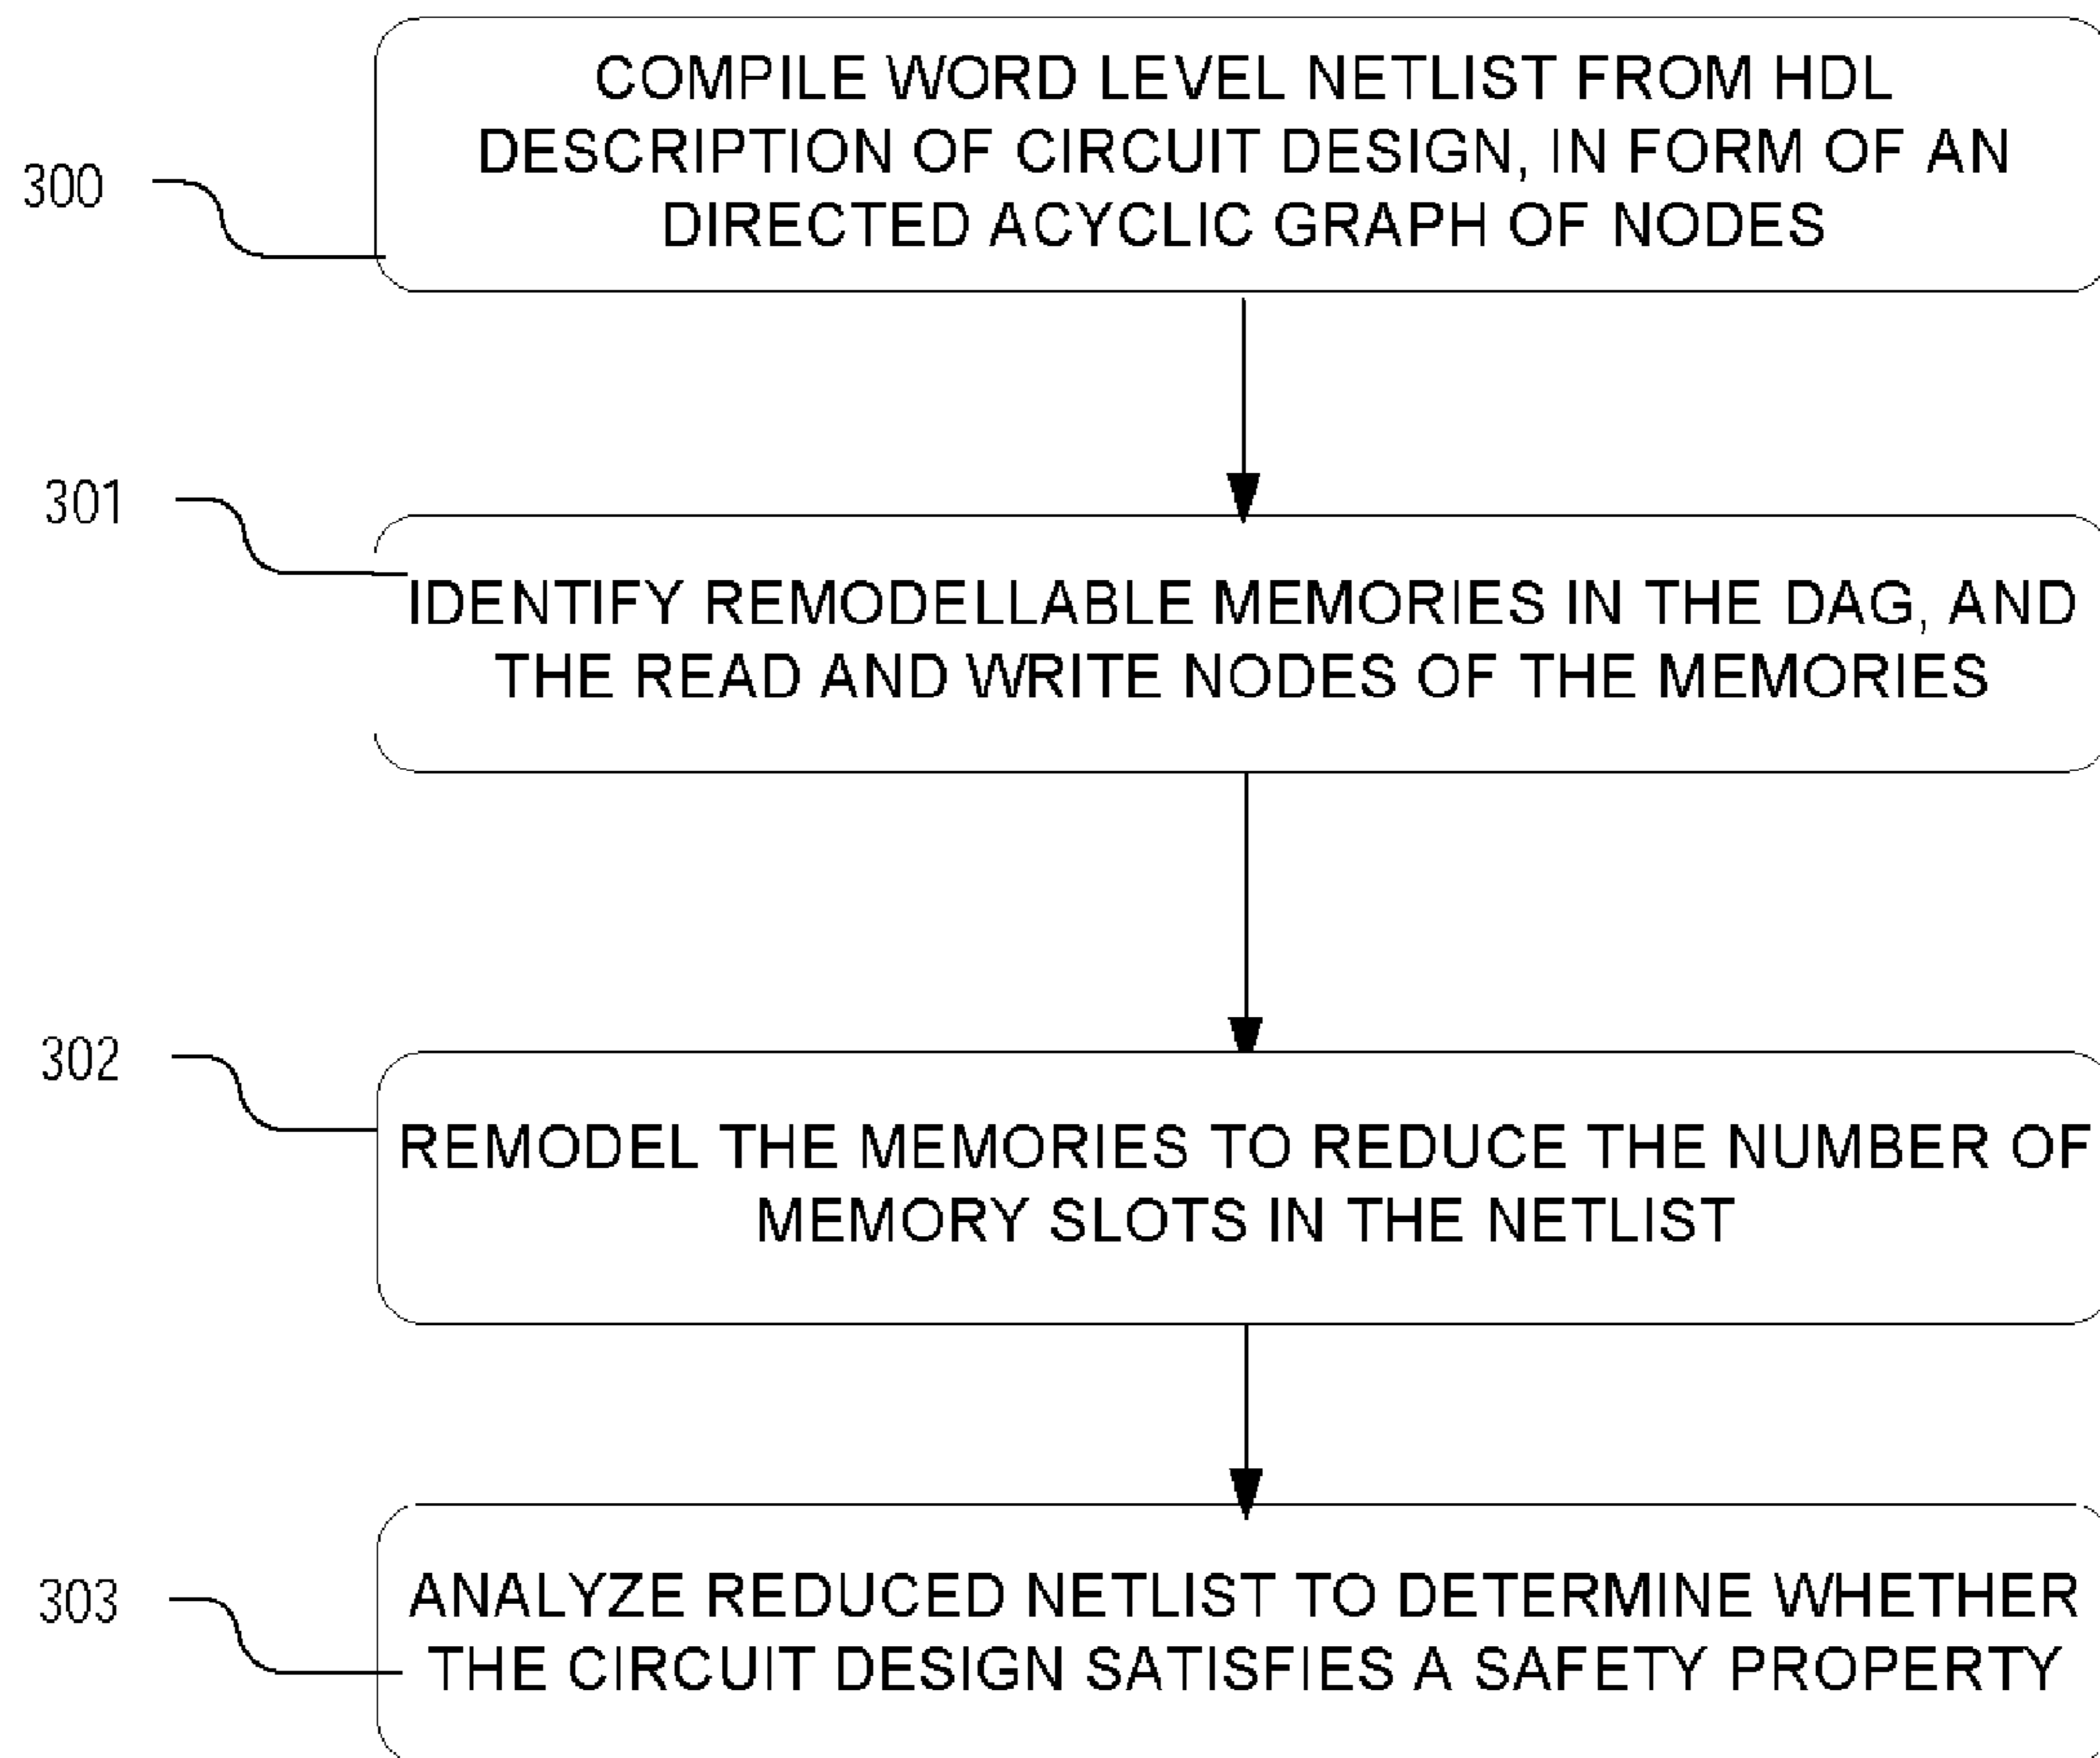 COMPILE WORD LEVEL NETLIST FROM HDL
DESCRIPTION OF CIRCUIT DESIGN, IN FORM OF AN
DIRECTED ACYCLIC GRAPH OF NODES
300
301
IDENTIFY REMODELLABLE MEMORIES IN THE DAG, AND
THE READ AND WRITE NODES OF THE MEMORIES
302
REMODEL THE MEMORIES TO REDUCE THE NUMBER OF
MEMORY SLOTS IN THE NETLIST
303
ANALYZE REDUCED NETLIST TO DETERMINE WHETHER
THE CIRCUIT DESIGN SATISFIES A SAFETY PROPERTY